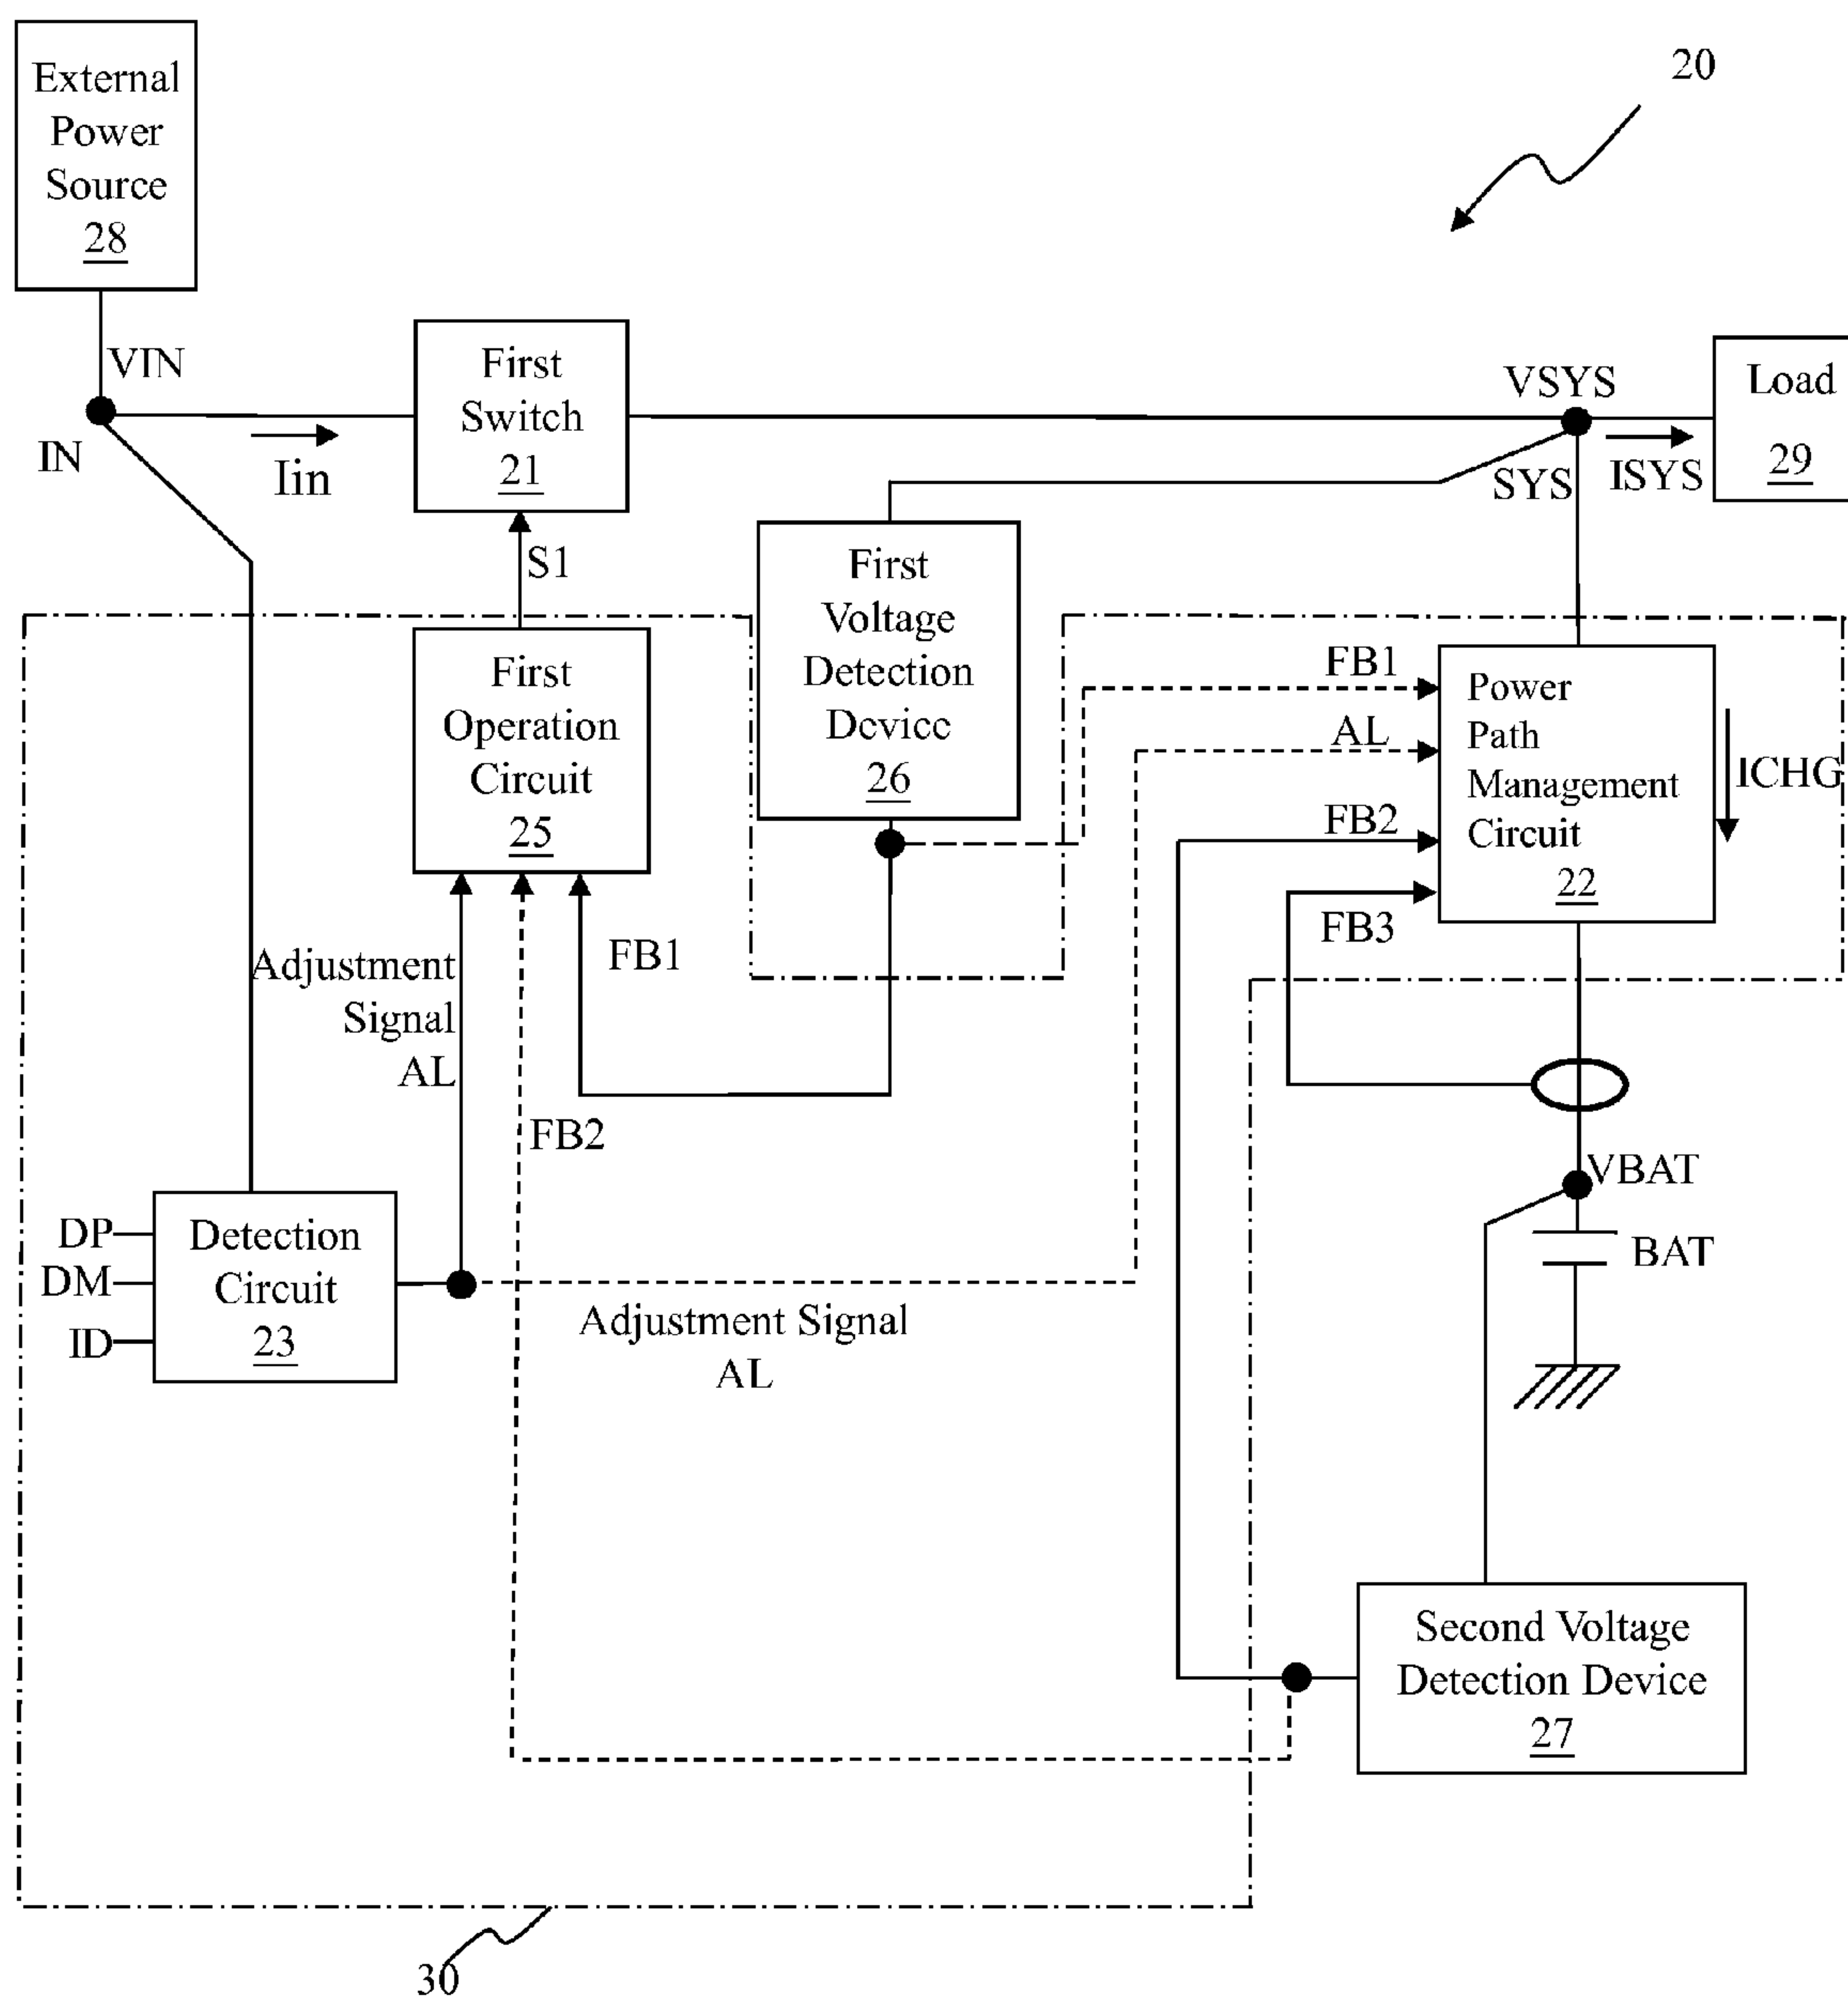 External
Power
Source
28
20
VIN
IN
Iin
First
Switch
21
VSYS
SYS
ISYS
Load
29
S1
First
Operation
Circuit
25
First
Voltage
Detection
Device
26
FB1
AL
FB2
FB3
Power
Path
Management
Circuit
22
ICHG
Adjustment
Signal
AL
FB1
FB2
VBAT
BAT
DP
DM
ID
Detection
Circuit
23
Adjustment Signal
AL
Second Voltage
Detection Device
27
30